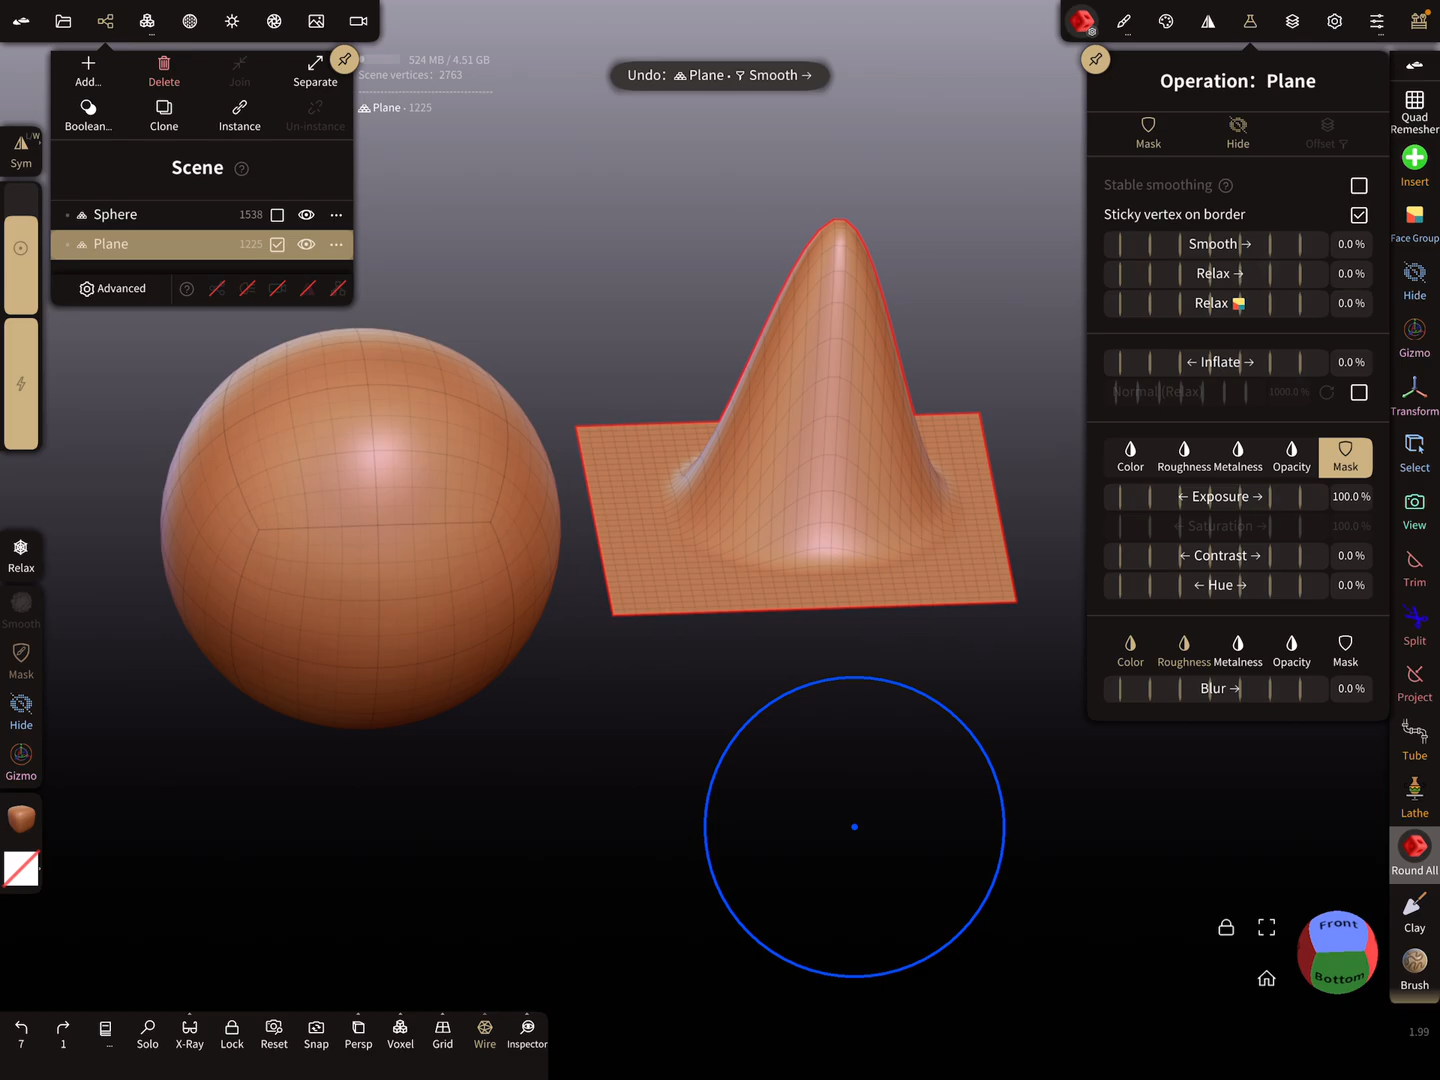 524 MB / 4.51 GB
Scene vertices: 2763
Plane · 1225
Undo: Plane · Smooth →
Add...
Delete
Join
Separate
Boolean...
Clone
Instance
Un-instance
Scene
Sphere 1538
Plane 1225
Advanced
L/W
Sym
Relax
Smooth
Mask
Hide
Gizmo
Operation: Plane
Mask
Hide
Offset
Stable smoothing
Sticky vertex on border
Smooth → 0.0 %
Relax → 0.0 %
Relax 0.0 %
← Inflate → 0.0 %
Normal (Relax) 1000.0 %
Color Roughness Metalness Opacity Mask
← Exposure → 100.0 %
← Saturation → 100.0 %
← Contrast → 0.0 %
← Hue → 0.0 %
Color Roughness Metalness Opacity Mask
Blur → 0.0 %
Quad
Remesher
Insert
Face Group
Hide
Gizmo
Transform
Select
View
Trim
Split
Project
Tube
Lathe
Round All
Clay
Brush
Front
Bottom
7
1
...
Solo
X-Ray
Lock
Reset
Snap
Persp
Voxel
Grid
Wire
Inspector
1.99